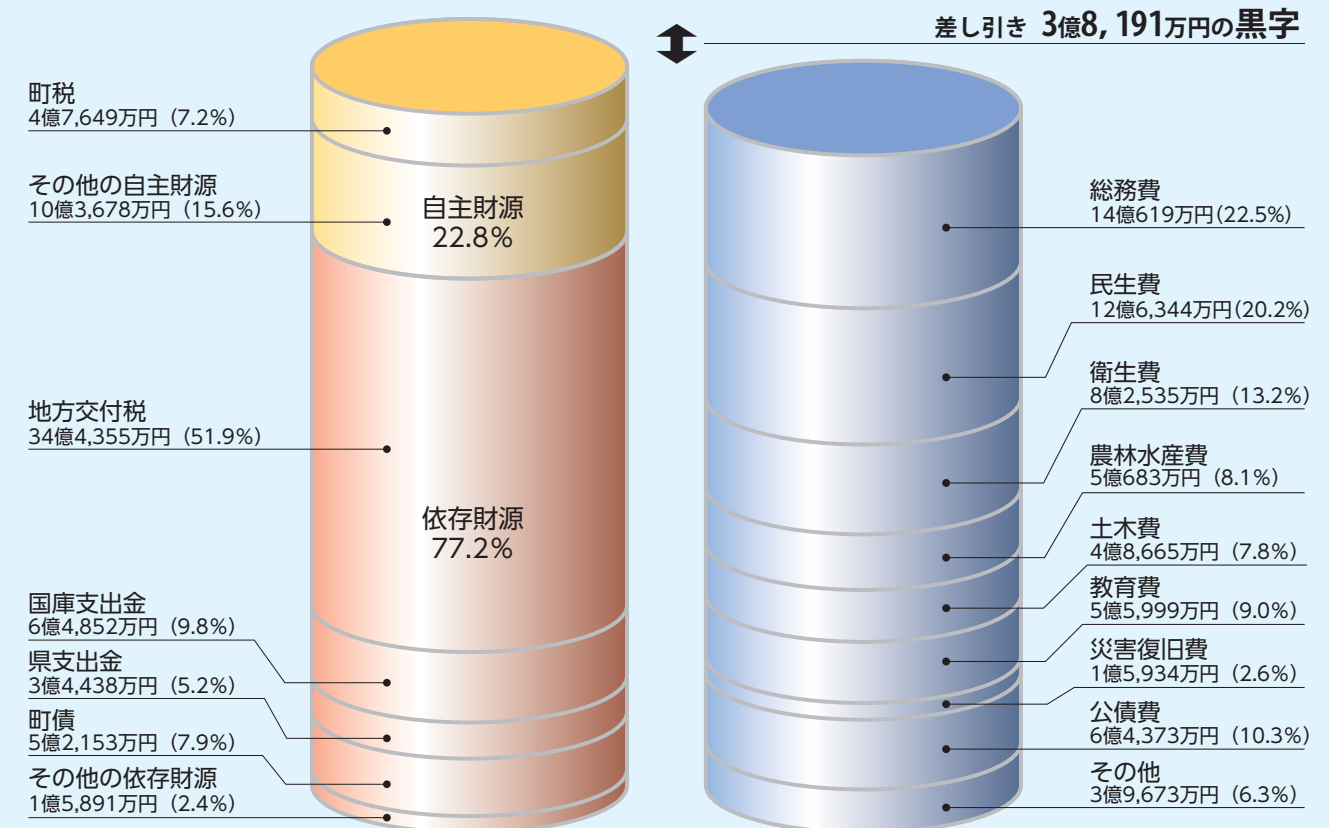 差し引き 3億8,191万円の黒字
町税
4億7,649万円（7.2%）
その他の自主財源
10億3,678万円（15.6%）
自主財源
22.8%
地方交付税
34億4,355万円（51.9%）
依存財源
77.2%
国庫支出金
6億4,852万円（9.8%）
県支出金
3億4,438万円（5.2%）
町債
5億2,153万円（7.9%）
その他の依存財源
1億5,891万円（2.4%）
総務費
14億619万円(22.5%)
民生費
12億6,344万円(20.2%)
衛生費
8億2,535万円（13.2%）
農林水産費
5億683万円（8.1%）
土木費
4億8,665万円（7.8%）
教育費
5億5,999万円（9.0%）
災害復旧費
1億5,934万円（2.6%）
公債費
6億4,373万円（10.3%）
その他
3億9,673万円（6.3%）